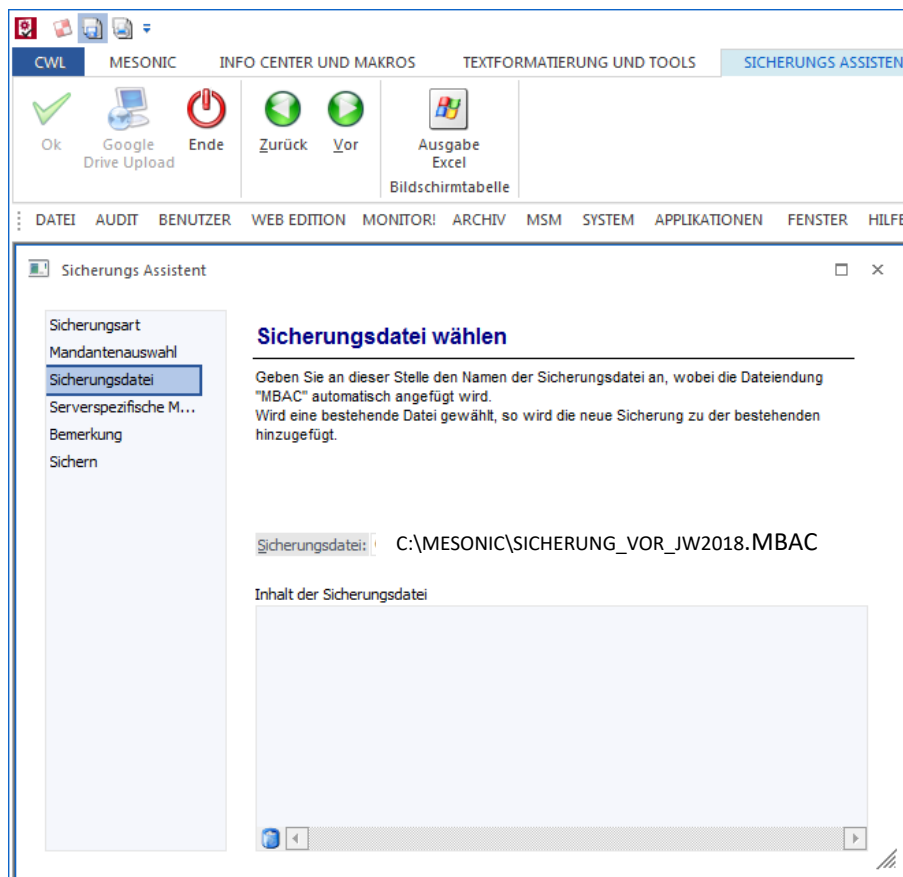 CWL MESONIC INFO CENTER UND MAKROS TEXTFORMATIERUNG UND TOOLS SICHERUNGS ASSISTEN
Ok Google Drive Upload Ende Zurück Vor Ausgabe Excel
Bildschirmtabelle
DATEI AUDIT BENUTZER WEB EDITION MONITOR! ARCHIV MSM SYSTEM APPLIKATIONEN FENSTER HILFE
Sicherungs Assistent
Sicherungsart
Mandantenauswahl
Sicherungsdatei
Serverspezifische M...
Bemerkung
Sichern
Sicherungsdatei wählen
Geben Sie an dieser Stelle den Namen der Sicherungsdatei an, wobei die Dateiendung
"MBAC" automatisch angefügt wird.
Wird eine bestehende Datei gewählt, so wird die neue Sicherung zu der bestehenden
hinzugefügt.
Sicherungsdatei: C:\MESONIC\SICHERUNG_VOR_JW2018.MBAC
Inhalt der Sicherungsdatei